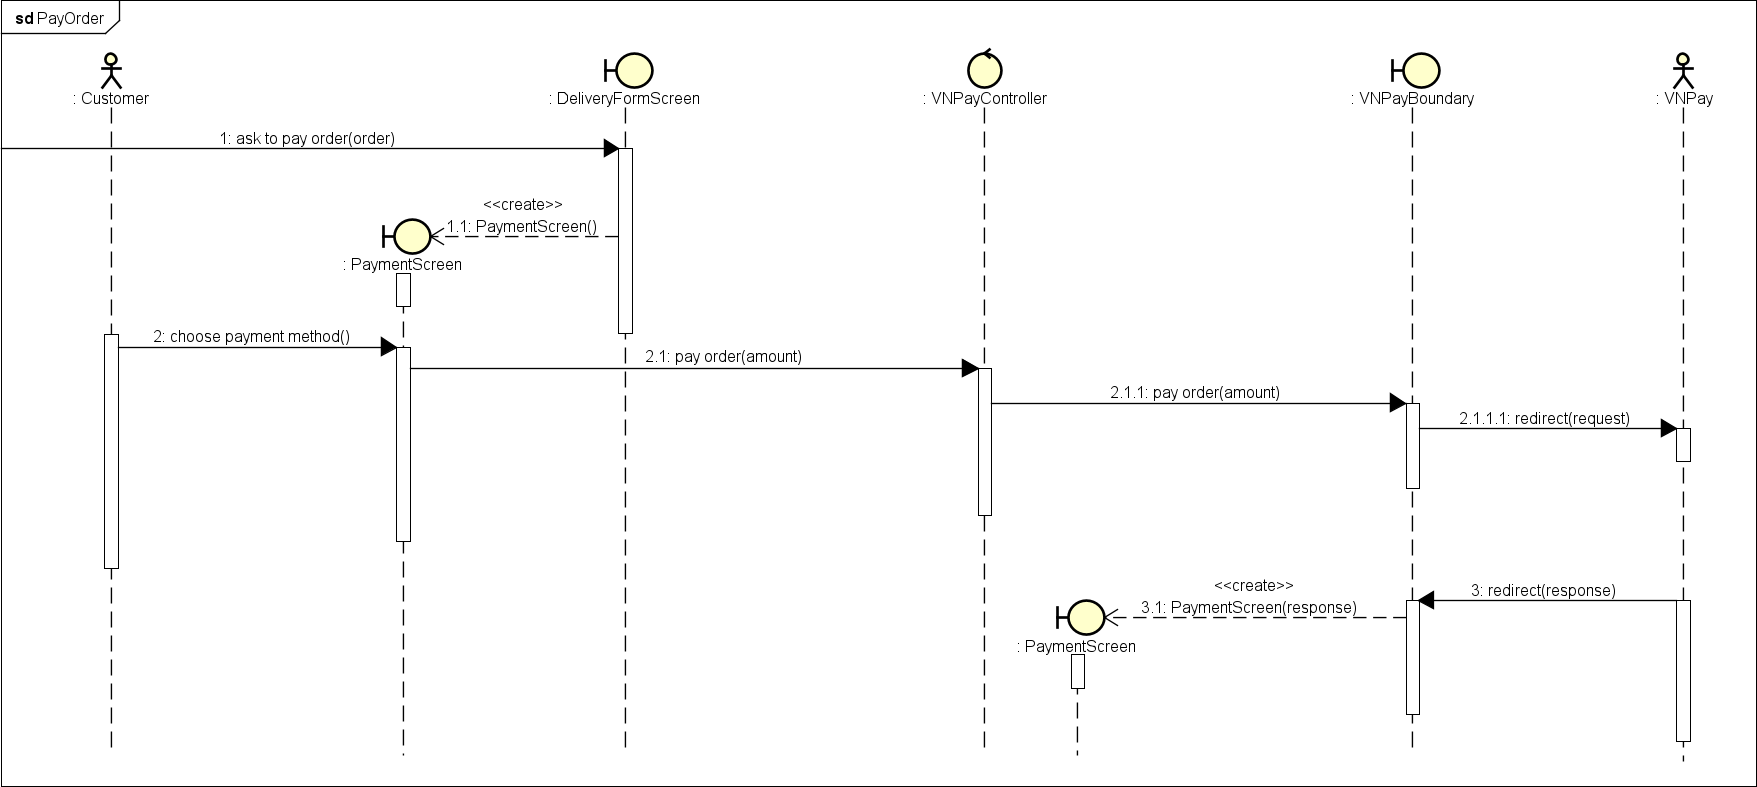 sd PayOrder
: Customer
: DeliveryFormScreen
: VNPayController
: VNPayBoundary
: VNPay
1: ask to pay order(order)
<<create>>
1.1: PaymentScreen()
: PaymentScreen
2: choose payment method()
2.1: pay order(amount)
2.1.1: pay order(amount)
2.1.1.1: redirect(request)
<<create>>
3: redirect(response)
3.1: PaymentScreen(response)
: PaymentScreen